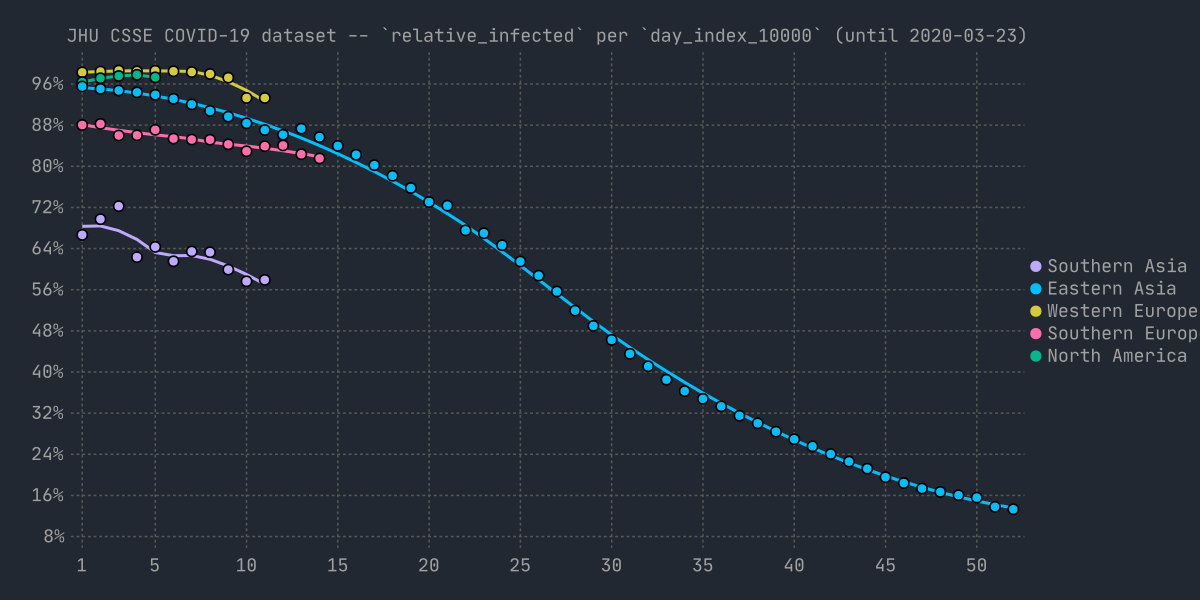 JHU CSSE COVID-19 dataset -- `relative_infected` per `day_index_10000` (until 2020-03-23)
96%
88%
80%
72%
64%
56%
48%
40%
32%
24%
16%
8%
1 5 10 15 20 25 30 35 40 45 50
Southern Asia
Eastern Asia
Western Europe
Southern Europ
North America